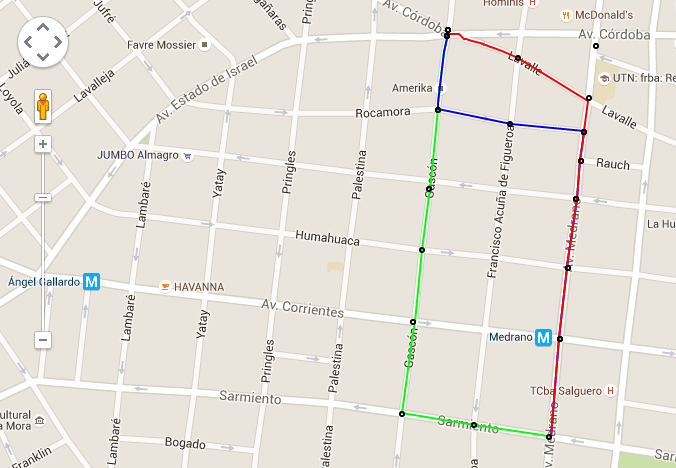 Hominis H
McDonald's
Av. Córdoba
Av. Córdoba
Pringles
Jufré
Favre Mossier
Lavalleja
Loyola
Av. Estado de Israel
Lavalle
UTN: frba: Re
Amerika
Rocamora
Lavalle
JUMBO Almagro
Rauch
Gascón
Palestina
Pringles
Yatay
Lambaré
Francisco Acuña de Figueroa
Av. Medrano
La Hu
Humahuaca
Ángel Gallardo M
HAVANNA
Av. Corrientes
Lambaré
Yatay
Pringles
Palestina
Gascón
Medrano M
TCba Salguero H
Sarmiento
Sarmiento
Av. Medrano
ultural
a Mora
Lambaré
Bogado
Franklin
Sarm